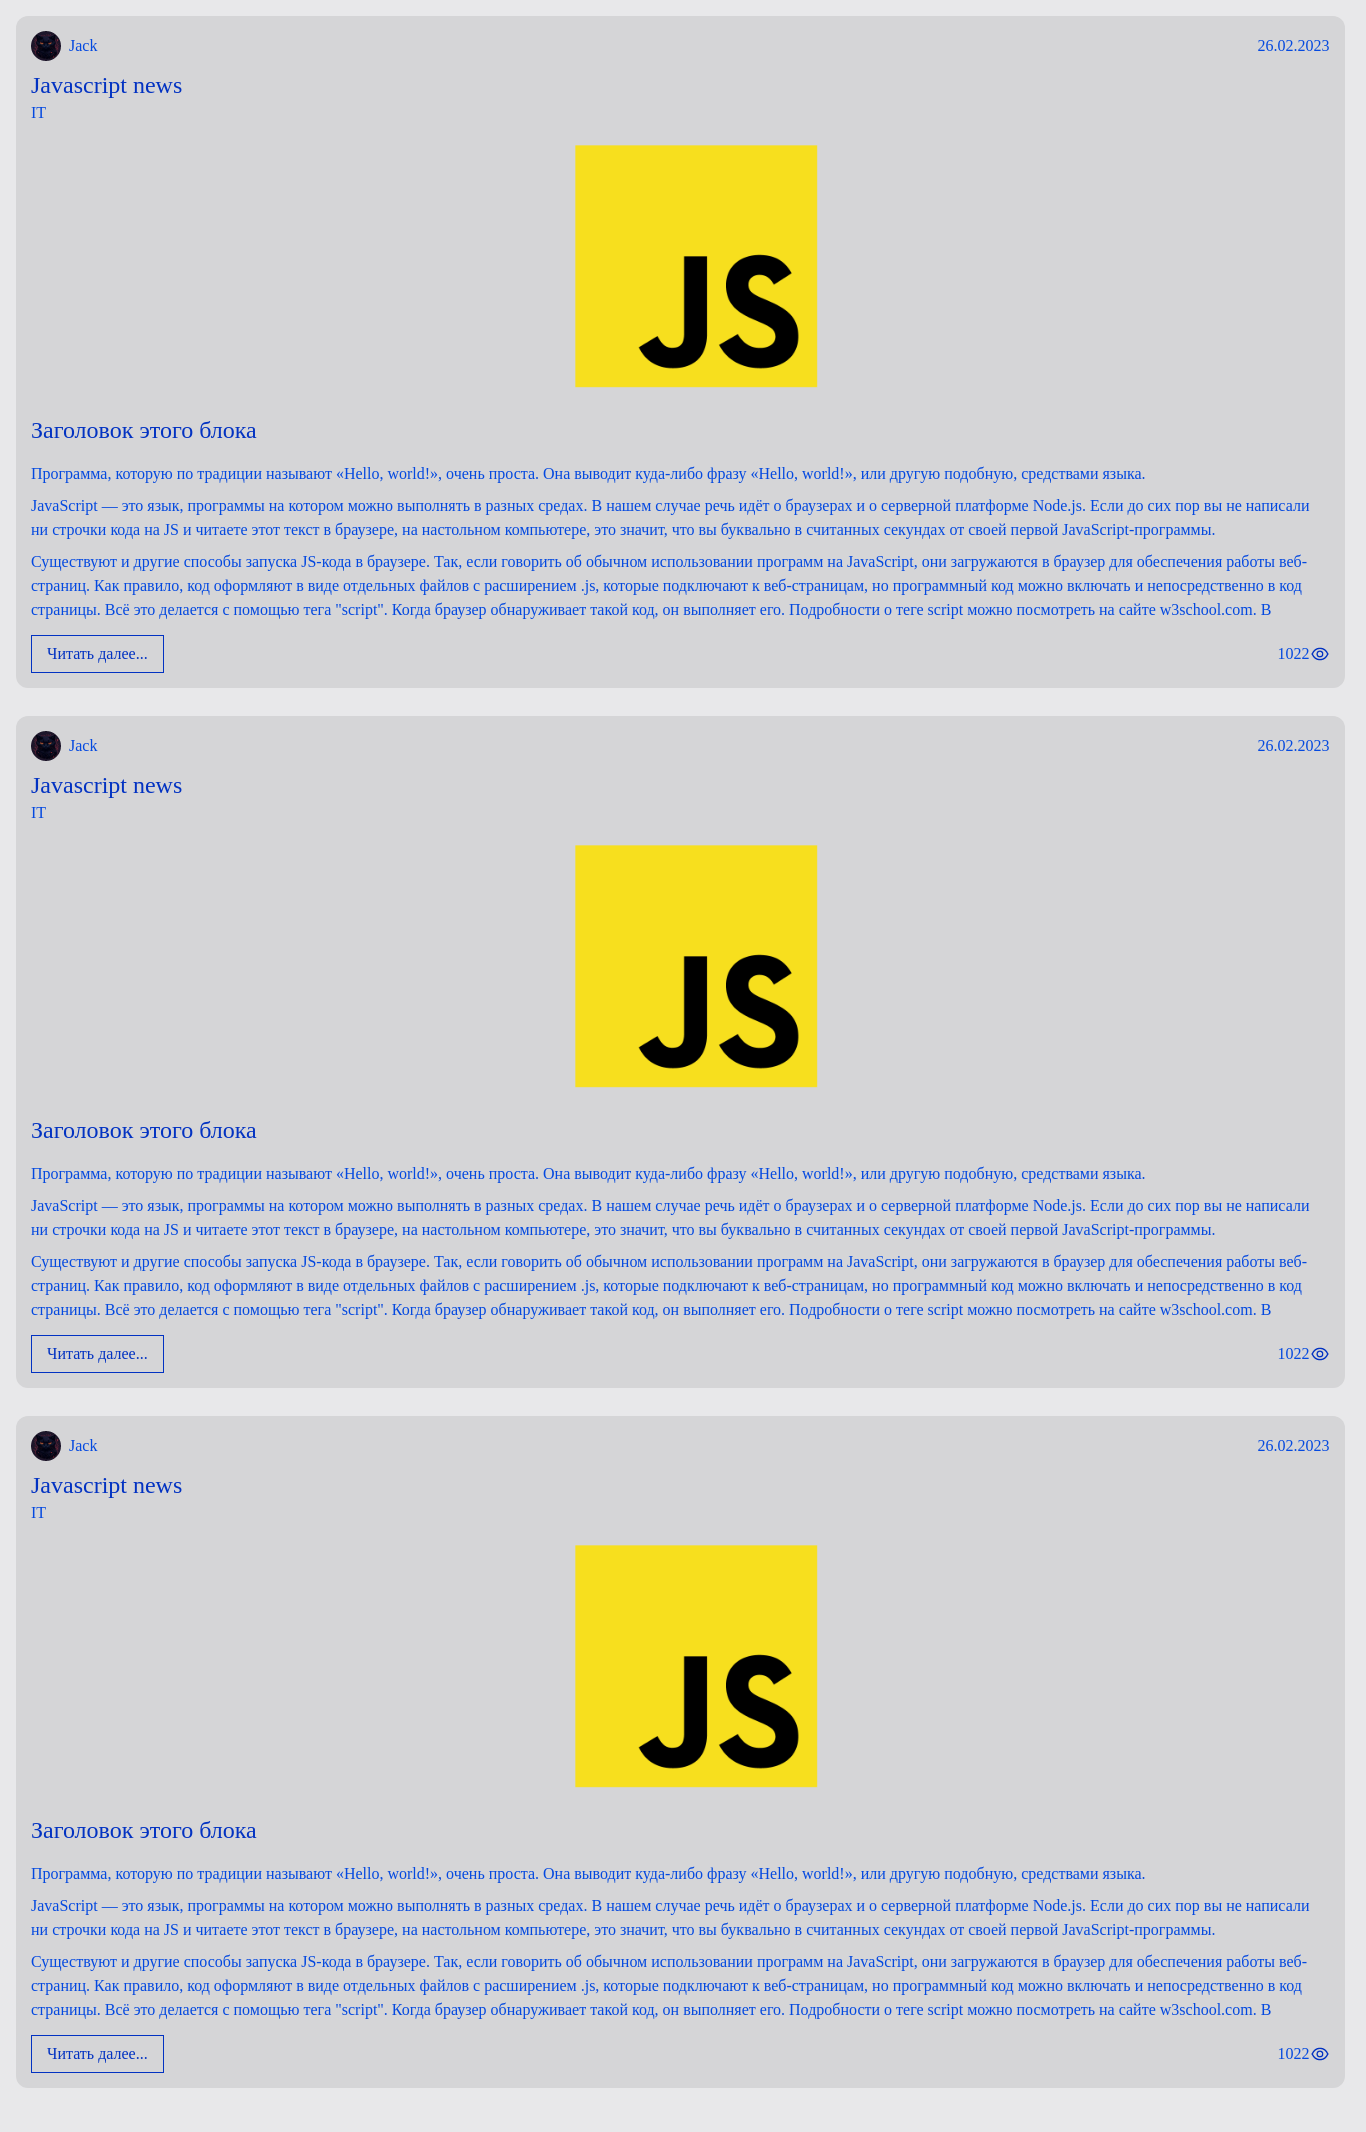 Jack
26.02.2023
Javascript news
IT
JS
Заголовок этого блока
Программа, которую по традиции называют «Hello, world!», очень проста. Она выводит куда-либо фразу «Hello, world!», или другую подобную, средствами языка.
JavaScript — это язык, программы на котором можно выполнять в разных средах. В нашем случае речь идёт о браузерах и о серверной платформе Node.js. Если до сих пор вы не написали
ни строчки кода на JS и читаете этот текст в браузере, на настольном компьютере, это значит, что вы буквально в считанных секундах от своей первой JavaScript-программы.
Существуют и другие способы запуска JS-кода в браузере. Так, если говорить об обычном использовании программ на JavaScript, они загружаются в браузер для обеспечения работы веб-
страниц. Как правило, код оформляют в виде отдельных файлов с расширением .js, которые подключают к веб-страницам, но программный код можно включать и непосредственно в код
страницы. Всё это делается с помощью тега "script". Когда браузер обнаруживает такой код, он выполняет его. Подробности о теге script можно посмотреть на сайте w3school.com. В
Читать далее...
1022
Jack
26.02.2023
Javascript news
IT
JS
Заголовок этого блока
Программа, которую по традиции называют «Hello, world!», очень проста. Она выводит куда-либо фразу «Hello, world!», или другую подобную, средствами языка.
JavaScript — это язык, программы на котором можно выполнять в разных средах. В нашем случае речь идёт о браузерах и о серверной платформе Node.js. Если до сих пор вы не написали
ни строчки кода на JS и читаете этот текст в браузере, на настольном компьютере, это значит, что вы буквально в считанных секундах от своей первой JavaScript-программы.
Существуют и другие способы запуска JS-кода в браузере. Так, если говорить об обычном использовании программ на JavaScript, они загружаются в браузер для обеспечения работы веб-
страниц. Как правило, код оформляют в виде отдельных файлов с расширением .js, которые подключают к веб-страницам, но программный код можно включать и непосредственно в код
страницы. Всё это делается с помощью тега "script". Когда браузер обнаруживает такой код, он выполняет его. Подробности о теге script можно посмотреть на сайте w3school.com. В
Читать далее...
1022
Jack
26.02.2023
Javascript news
IT
JS
Заголовок этого блока
Программа, которую по традиции называют «Hello, world!», очень проста. Она выводит куда-либо фразу «Hello, world!», или другую подобную, средствами языка.
JavaScript — это язык, программы на котором можно выполнять в разных средах. В нашем случае речь идёт о браузерах и о серверной платформе Node.js. Если до сих пор вы не написали
ни строчки кода на JS и читаете этот текст в браузере, на настольном компьютере, это значит, что вы буквально в считанных секундах от своей первой JavaScript-программы.
Существуют и другие способы запуска JS-кода в браузере. Так, если говорить об обычном использовании программ на JavaScript, они загружаются в браузер для обеспечения работы веб-
страниц. Как правило, код оформляют в виде отдельных файлов с расширением .js, которые подключают к веб-страницам, но программный код можно включать и непосредственно в код
страницы. Всё это делается с помощью тега "script". Когда браузер обнаруживает такой код, он выполняет его. Подробности о теге script можно посмотреть на сайте w3school.com. В
Читать далее...
1022